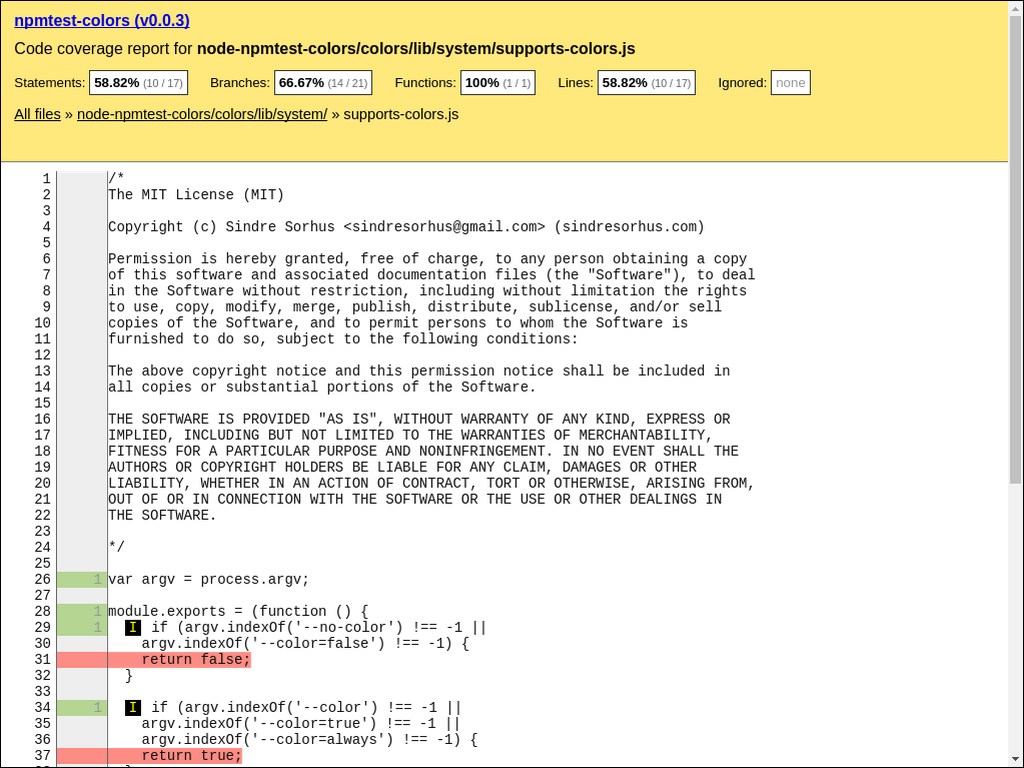 npmtest-colors (v0.0.3)
Code coverage report for node-npmtest-colors/colors/lib/system/supports-colors.js
Statements: 58.82% (10 / 17) Branches: 66.67% (14 / 21) Functions: 100% (1 / 1) Lines: 58.82% (10 / 17) Ignored: none
All files » node-npmtest-colors/colors/lib/system/ » supports-colors.js
1 /*
2 The MIT License (MIT)
3
4 Copyright (c) Sindre Sorhus <sindresorhus@gmail.com> (sindresorhus.com)
5
6 Permission is hereby granted, free of charge, to any person obtaining a copy
7 of this software and associated documentation files (the "Software"), to deal
8 in the Software without restriction, including without limitation the rights
9 to use, copy, modify, merge, publish, distribute, sublicense, and/or sell
10 copies of the Software, and to permit persons to whom the Software is
11 furnished to do so, subject to the following conditions:
12
13 The above copyright notice and this permission notice shall be included in
14 all copies or substantial portions of the Software.
15
16 THE SOFTWARE IS PROVIDED "AS IS", WITHOUT WARRANTY OF ANY KIND, EXPRESS OR
17 IMPLIED, INCLUDING BUT NOT LIMITED TO THE WARRANTIES OF MERCHANTABILITY,
18 FITNESS FOR A PARTICULAR PURPOSE AND NONINFRINGEMENT. IN NO EVENT SHALL THE
19 AUTHORS OR COPYRIGHT HOLDERS BE LIABLE FOR ANY CLAIM, DAMAGES OR OTHER
20 LIABILITY, WHETHER IN AN ACTION OF CONTRACT, TORT OR OTHERWISE, ARISING FROM,
21 OUT OF OR IN CONNECTION WITH THE SOFTWARE OR THE USE OR OTHER DEALINGS IN
22 THE SOFTWARE.
23
24 */
25
26 1 var argv = process.argv;
27
28 1 module.exports = (function () {
29 1 I if (argv.indexOf('--no-color') !== -1 ||
30 argv.indexOf('--color=false') !== -1) {
31 return false;
32 }
33
34 1 I if (argv.indexOf('--color') !== -1 ||
35 argv.indexOf('--color=true') !== -1 ||
36 argv.indexOf('--color=always') !== -1) {
37 return true;